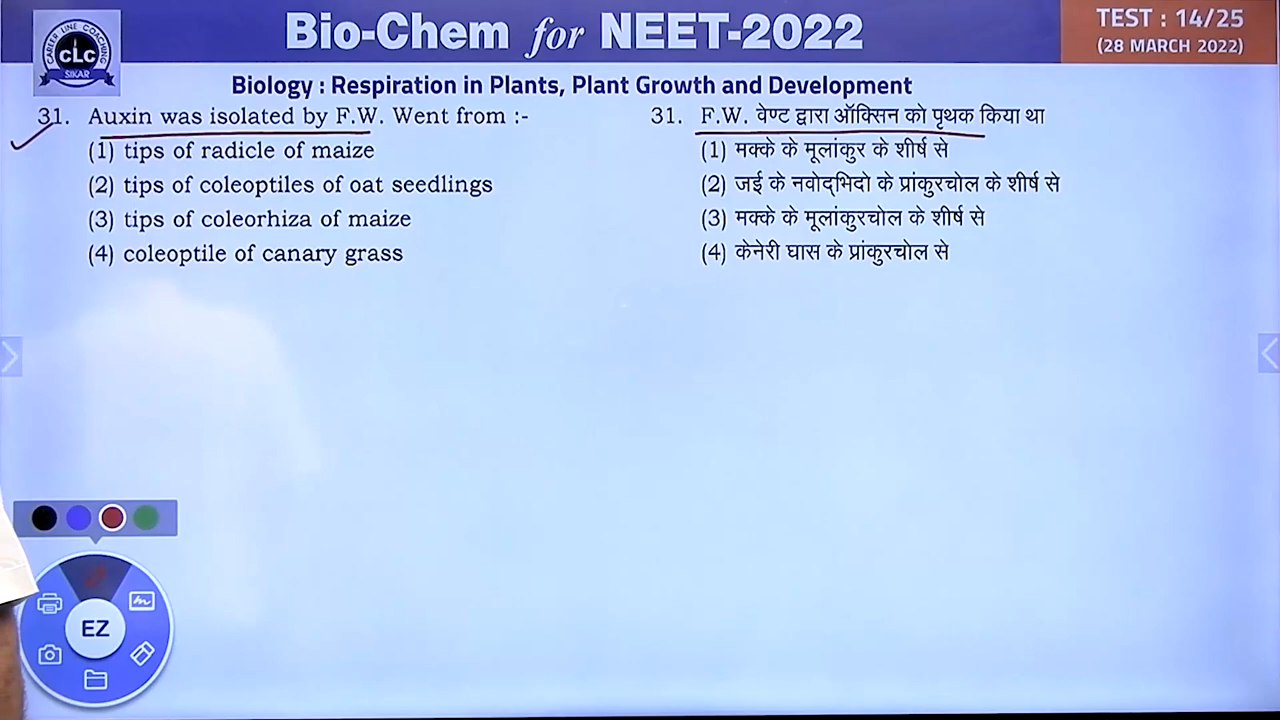 Bio-Chem for NEET-2022
TEST : 14/25
(28 MARCH 2022)
CAREER LINE COACHING
CLC
SIKAR
Biology : Respiration in Plants, Plant Growth and Development
31. Auxin was isolated by F.W. Went from :-
(1) tips of radicle of maize
(2) tips of coleoptiles of oat seedlings
(3) tips of coleorhiza of maize
(4) coleoptile of canary grass
31. F.W. वेण्ट द्वारा ऑक्सिन को पृथक किया था
(1) मक्के के मूलांकुर के शीर्ष से
(2) जई के नवोद्‌भिदो के प्रांकुरचोल के शीर्ष से
(3) मक्के के मूलांकुरचोल के शीर्ष से
(4) केनेरी घास के प्रांकुरचोल से
EZ